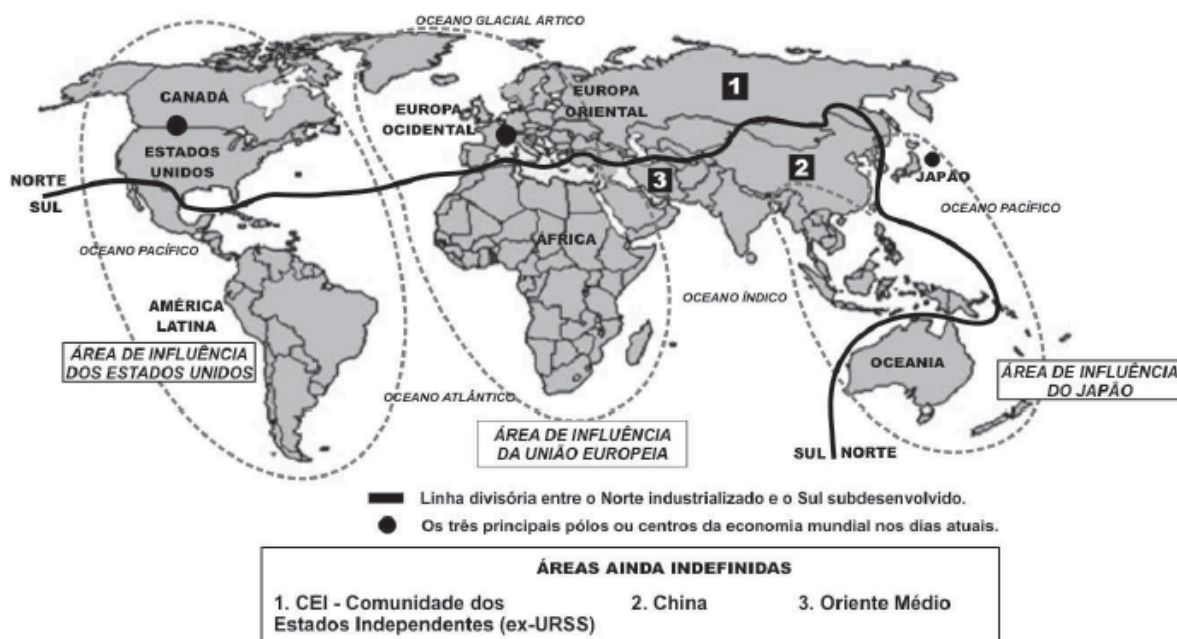 OCEANO GLACIAL ÁRTICO
CANADÁ
1
EUROPA
ORIENTAL
EUROPA
OCIDENTAL
ESTADOS
UNIDOS
2
3
JAPÃO
NORTE
SUL
OCEANO PACÍFICO
OCEANO PACÍFICO
ÁFRICA
OCEANO ÍNDICO
AMÉRICA
LATINA
ÁREA DE INFLUÊNCIA
DOS ESTADOS UNIDOS
OCEANIA
ÁREA DE INFLUÊNCIA
DO JAPÃO
OCEANO ATLÂNTICO
ÁREA DE INFLUÊNCIA
DA UNIÃO EUROPEIA
SUL NORTE
Linha divisória entre o Norte industrializado e o Sul subdesenvolvido.
Os três principais pólos ou centros da economia mundial nos dias atuais.
ÁREAS AINDA INDEFINIDAS
1. CEI - Comunidade dos
Estados Independentes (ex-URSS)
2. China
3. Oriente Médio